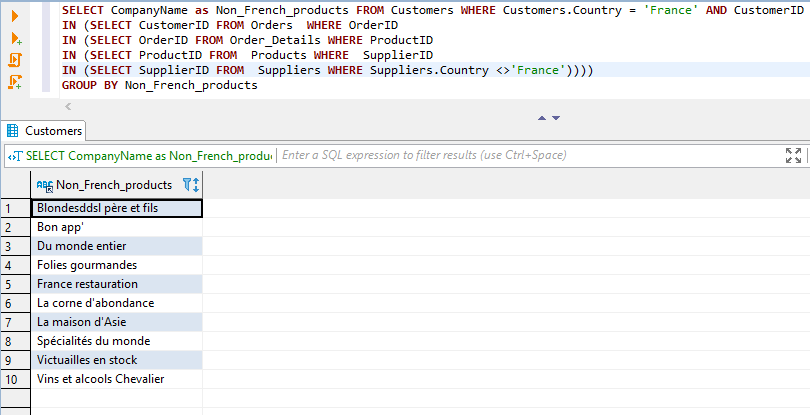 SELECT CompanyName as Non_French_products FROM Customers WHERE Customers.Country = 'France' AND CustomerID
IN (SELECT CustomerID FROM Orders  WHERE OrderID
IN (SELECT OrderID FROM Order_Details WHERE ProductID
IN (SELECT ProductID FROM  Products WHERE  SupplierID
IN (SELECT SupplierID FROM  Suppliers WHERE Suppliers.Country <>'France'))))
GROUP BY Non_French_products
Customers
SELECT CompanyName as Non_French_produc Enter a SQL expression to filter results (use Ctrl+Space)
ABC Non_French_products
1 Blondesddsl père et fils
2 Bon app'
3 Du monde entier
4 Folies gourmandes
5 France restauration
6 La corne d'abondance
7 La maison d'Asie
8 Spécialités du monde
9 Victuailles en stock
10 Vins et alcools Chevalier